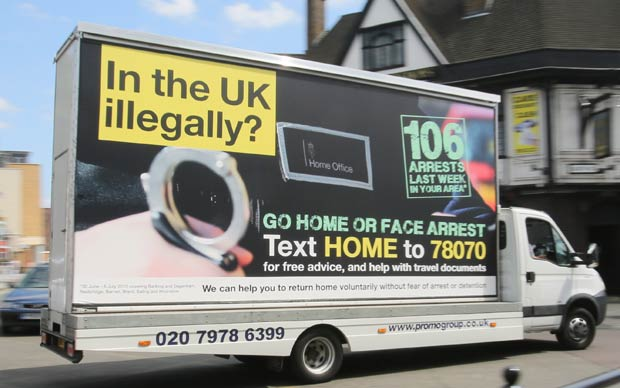 In the UK
illegally?
Home Office
106
ARRESTS
LAST WEEK
IN YOUR AREA*
GO HOME OR FACE ARREST
Text HOME to 78070
for free advice, and help with travel documents
We can help you to return home voluntarily without fear of arrest or detention
020 7978 6399
www.promogroup.co.uk